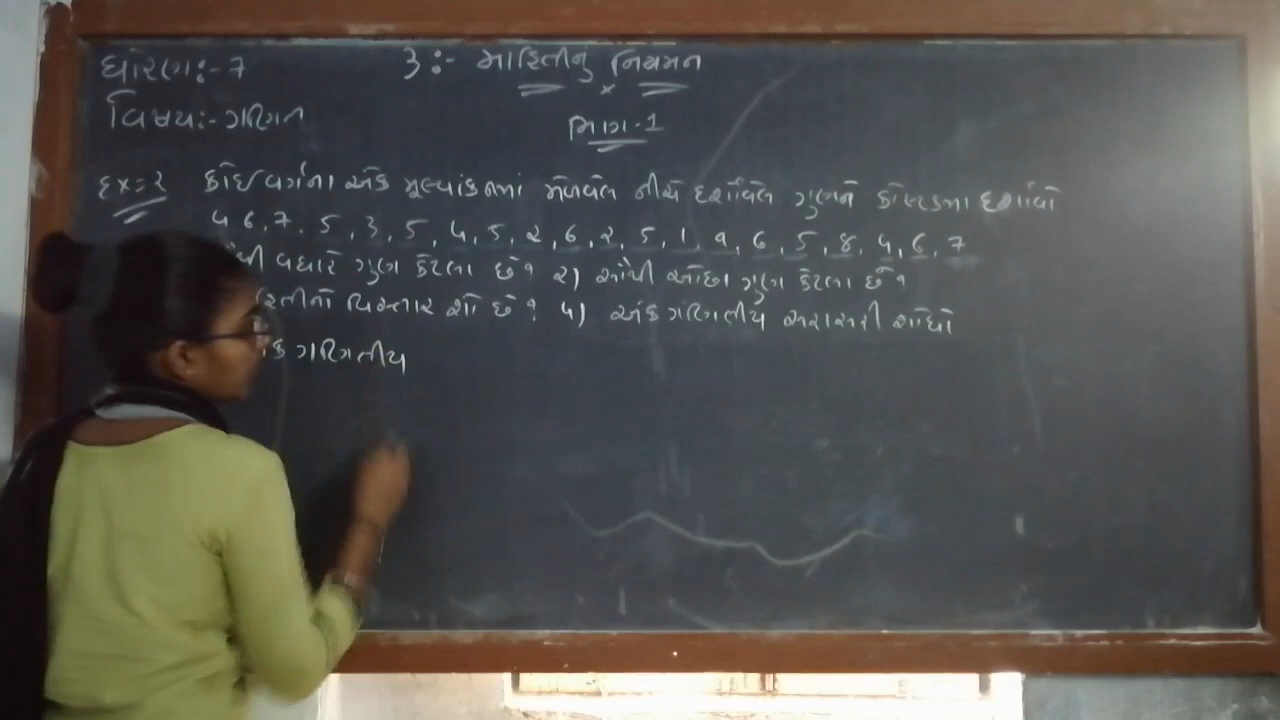 ધોરણ:- 7
3:- માહિતીનું નિયમન
વિષય:- ગણિત
ભાગ-1
Ex=2 કોઈ વર્ગના એક મૂલ્યાંકનમાં મેળવેલ નીચે દર્શાવેલ ગુણને કોષ્ટકમાં દર્શાવો
4 6, 7, 5, 3, 5, 4, 5, 2, 6, 2, 5, 1, 9, 6, 5, 8, 4, 6, 7
વધારે ગુણ કેટલા છે? 2) સૌથી ઓછા ગુણ કેટલા છે?
વિસ્તાર શો છે? 4) અંકગણિતીય સરાસરી શોધો
ગણિતીય